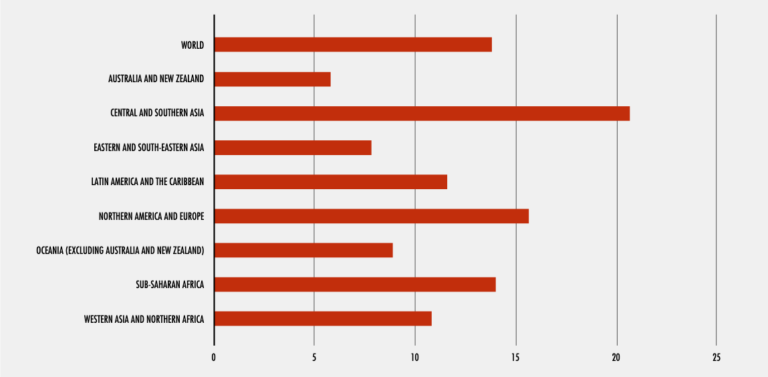 WORLD
AUSTRALIA AND NEW ZEALAND
CENTRAL AND SOUTHERN ASIA
EASTERN AND SOUTH-EASTERN ASIA
LATIN AMERICA AND THE CARIBBEAN
NORTHERN AMERICA AND EUROPE
OCEANIA (EXCLUDING AUSTRALIA AND NEW ZEALAND)
SUB-SAHARAN AFRICA
WESTERN ASIA AND NORTHERN AFRICA
0 5 10 15 20 25